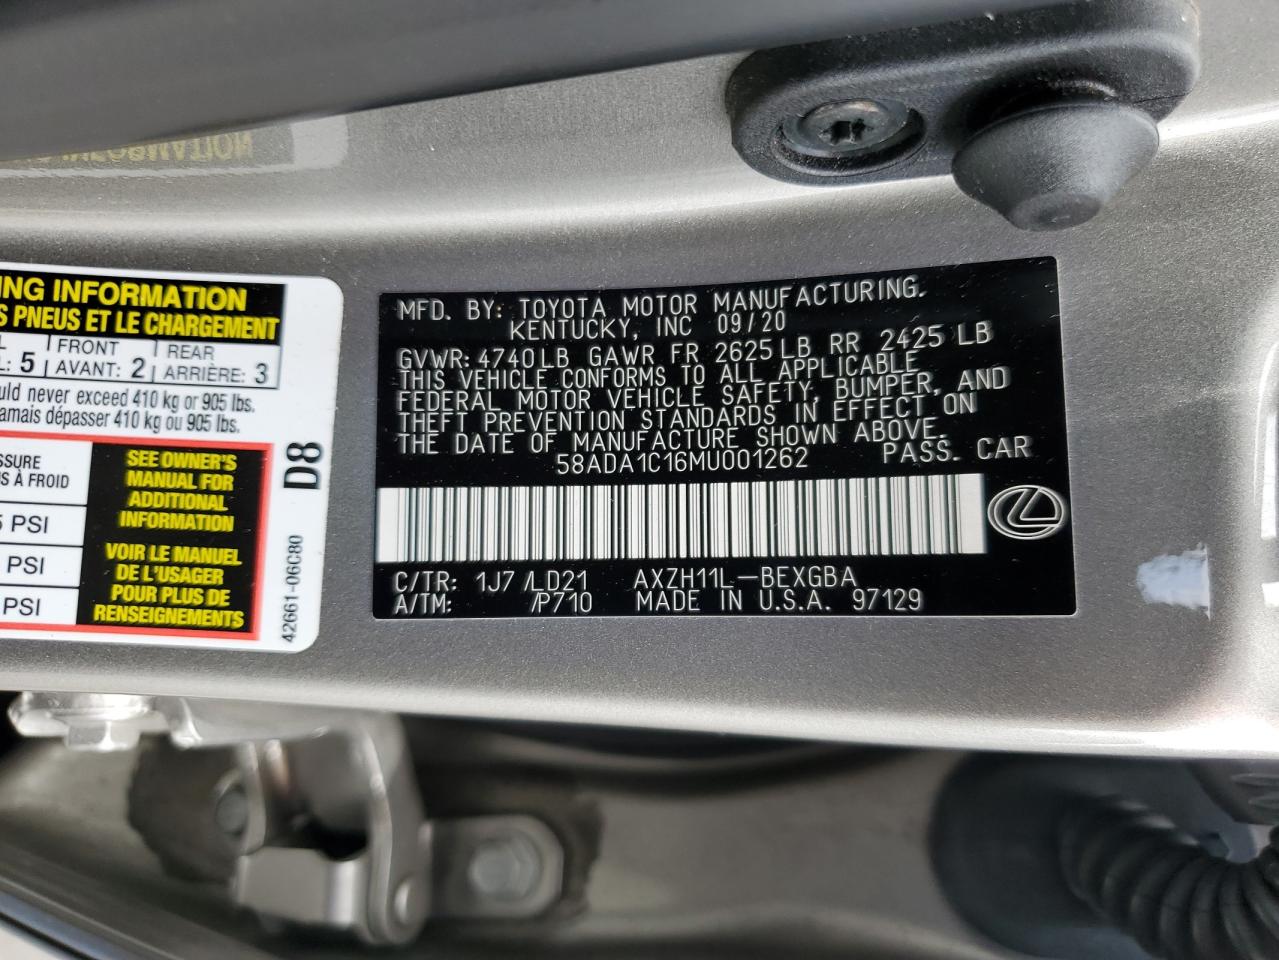 INFORMATION
ING INFORMATION
S PNEUS ET LE CHARGEMENT
L FRONT REAR
: 5 AVANT: 2 ARRIÈRE: 3
uld never exceed 410 kg or 905 lbs.
amais dépasser 410 kg ou 905 lbs.
SSURE
S À FROID
5 PSI
PSI
PSI
SEE OWNER'S
MANUAL FOR
ADDITIONAL
INFORMATION
VOIR LE MANUEL
DE L'USAGER
POUR PLUS DE
RENSEIGNEMENTS
D8
42661-06C80
MFD. BY: TOYOTA MOTOR MANUFACTURING.
KENTUCKY, INC 09/20
GVWR: 4740 LB GAWR FR 2625 LB RR 2425 LB
THIS VEHICLE CONFORMS TO ALL APPLICABLE
FEDERAL MOTOR VEHICLE SAFETY, BUMPER, AND
THEFT PREVENTION STANDARDS IN EFFECT ON
THE DATE OF MANUFACTURE SHOWN ABOVE.
58ADA1C16MU001262 PASS. CAR
C/TR: 1J7 /LD21 AXZH11L-BEXGBA
A/TM: /P710 MADE IN U.S.A. 97129